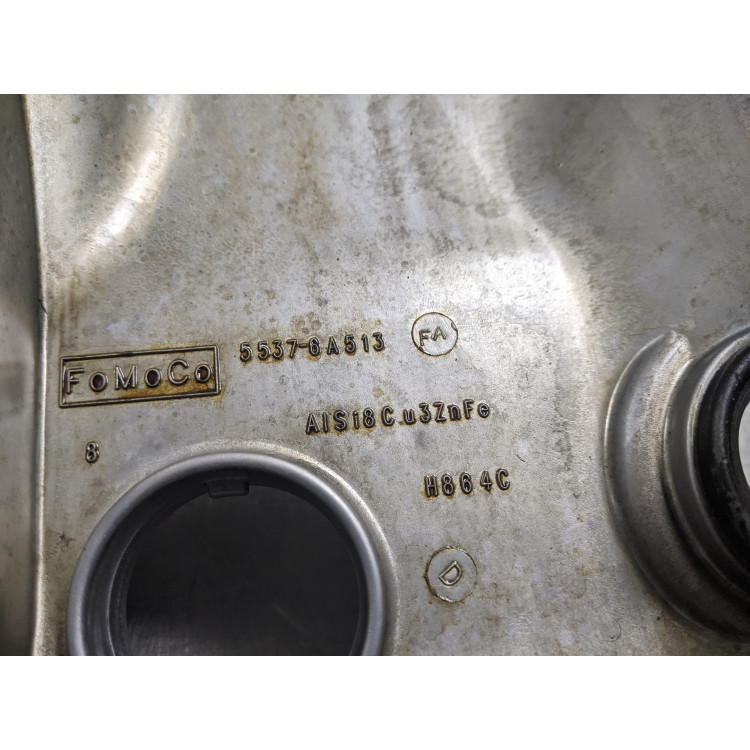 5537-6A513
FA
FoMoCo
AlSi8Cu3ZnFe
8
H864C
D